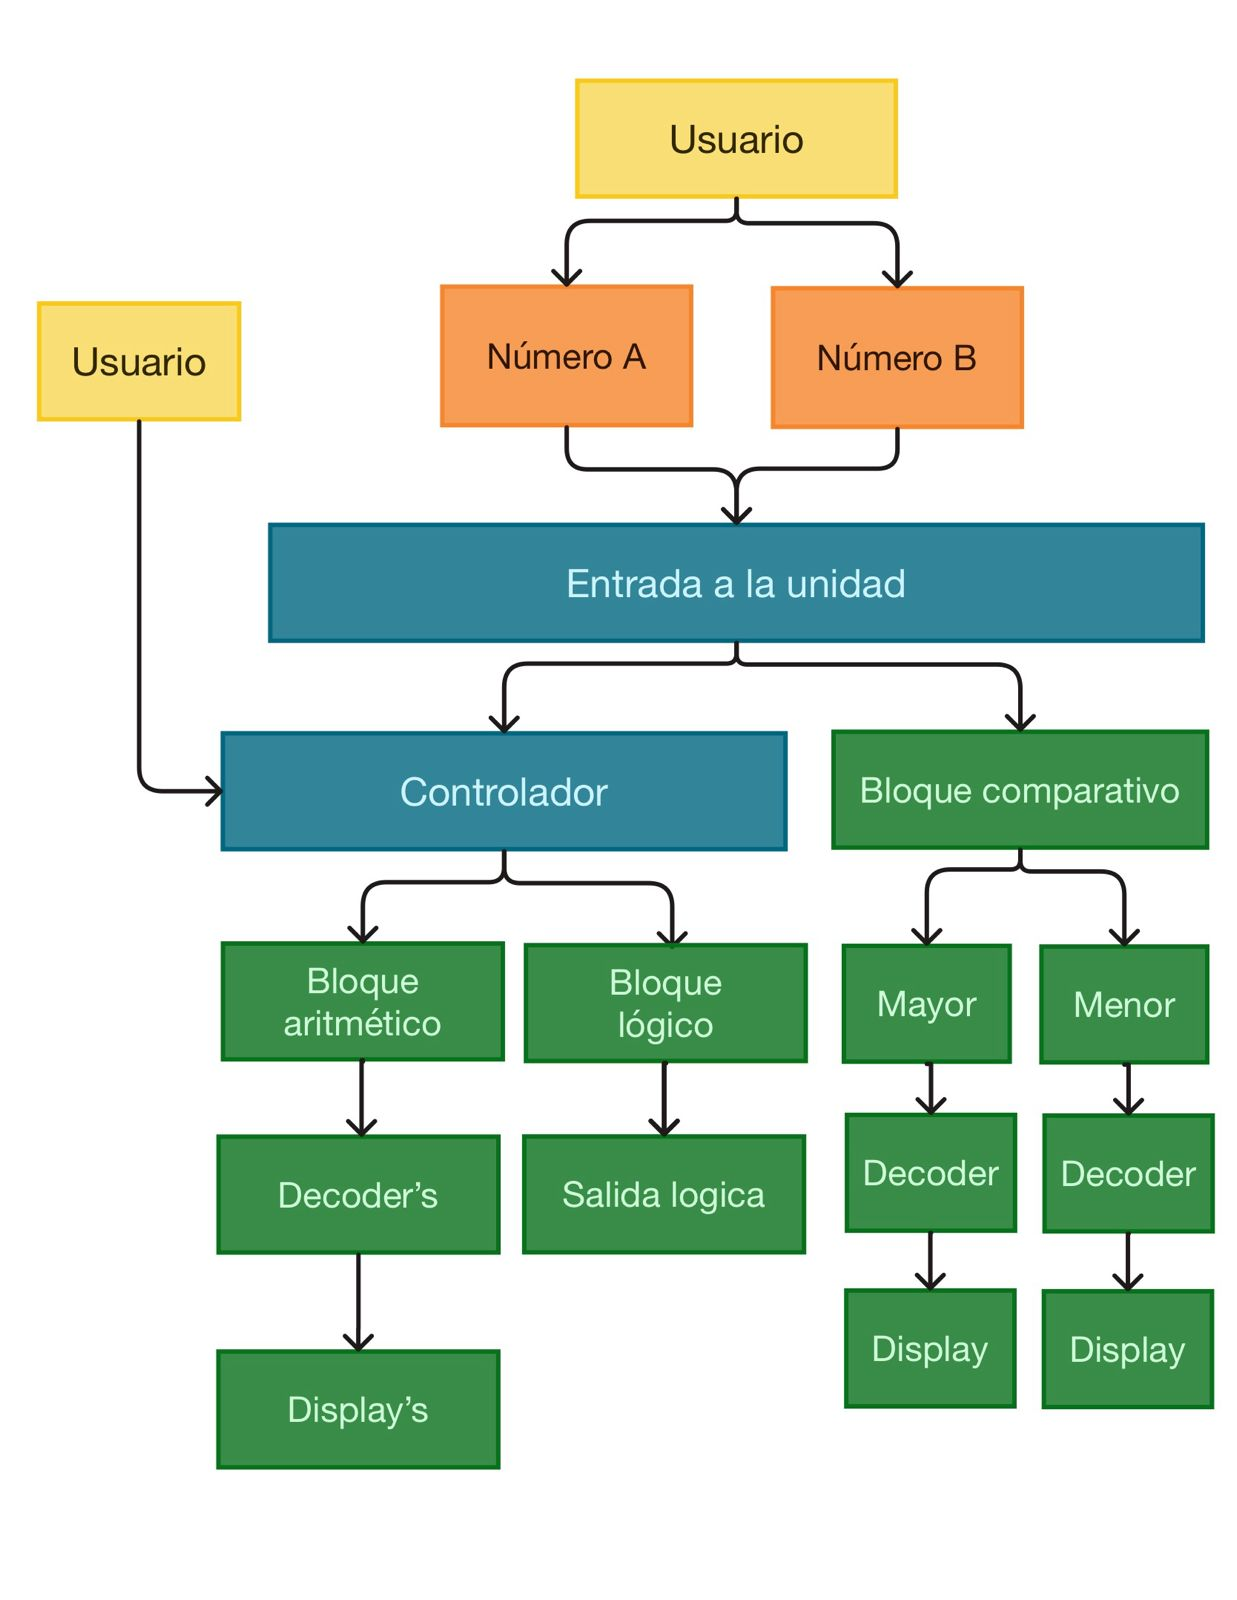 Usuario
Usuario
Número A
Número B
Entrada a la unidad
Controlador
Bloque comparativo
Bloque
aritmético
Bloque
lógico
Mayor
Menor
Decoder's
Salida logica
Decoder
Decoder
Display's
Display
Display